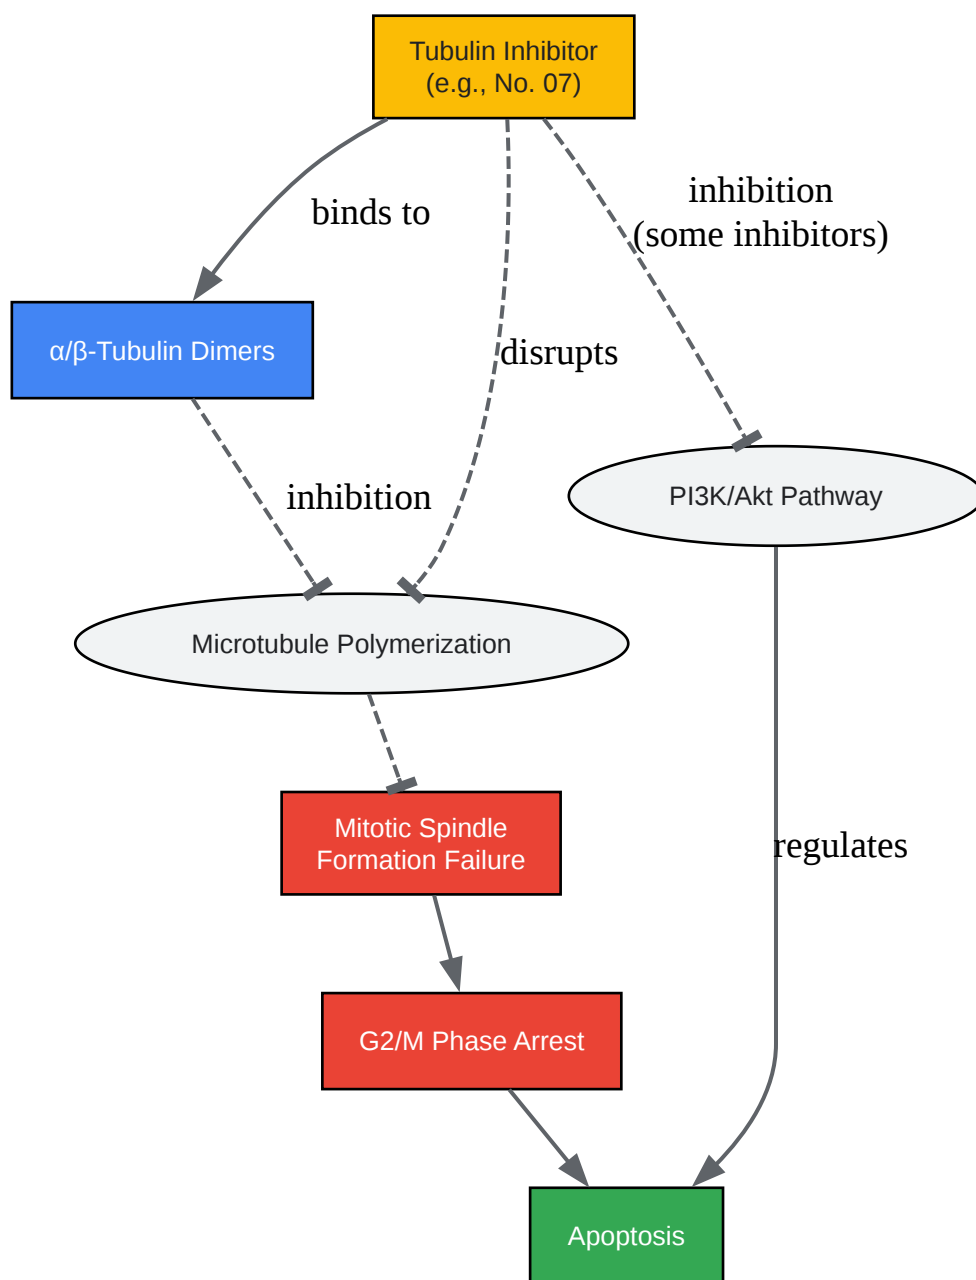 Tubulin Inhibitor
(e.g., No. 07)
binds to
inhibition
(some inhibitors)
α/β-Tubulin Dimers
disrupts
inhibition
PI3K/Akt Pathway
Microtubule Polymerization
Mitotic Spindle
Formation Failure
regulates
G2/M Phase Arrest
Apoptosis